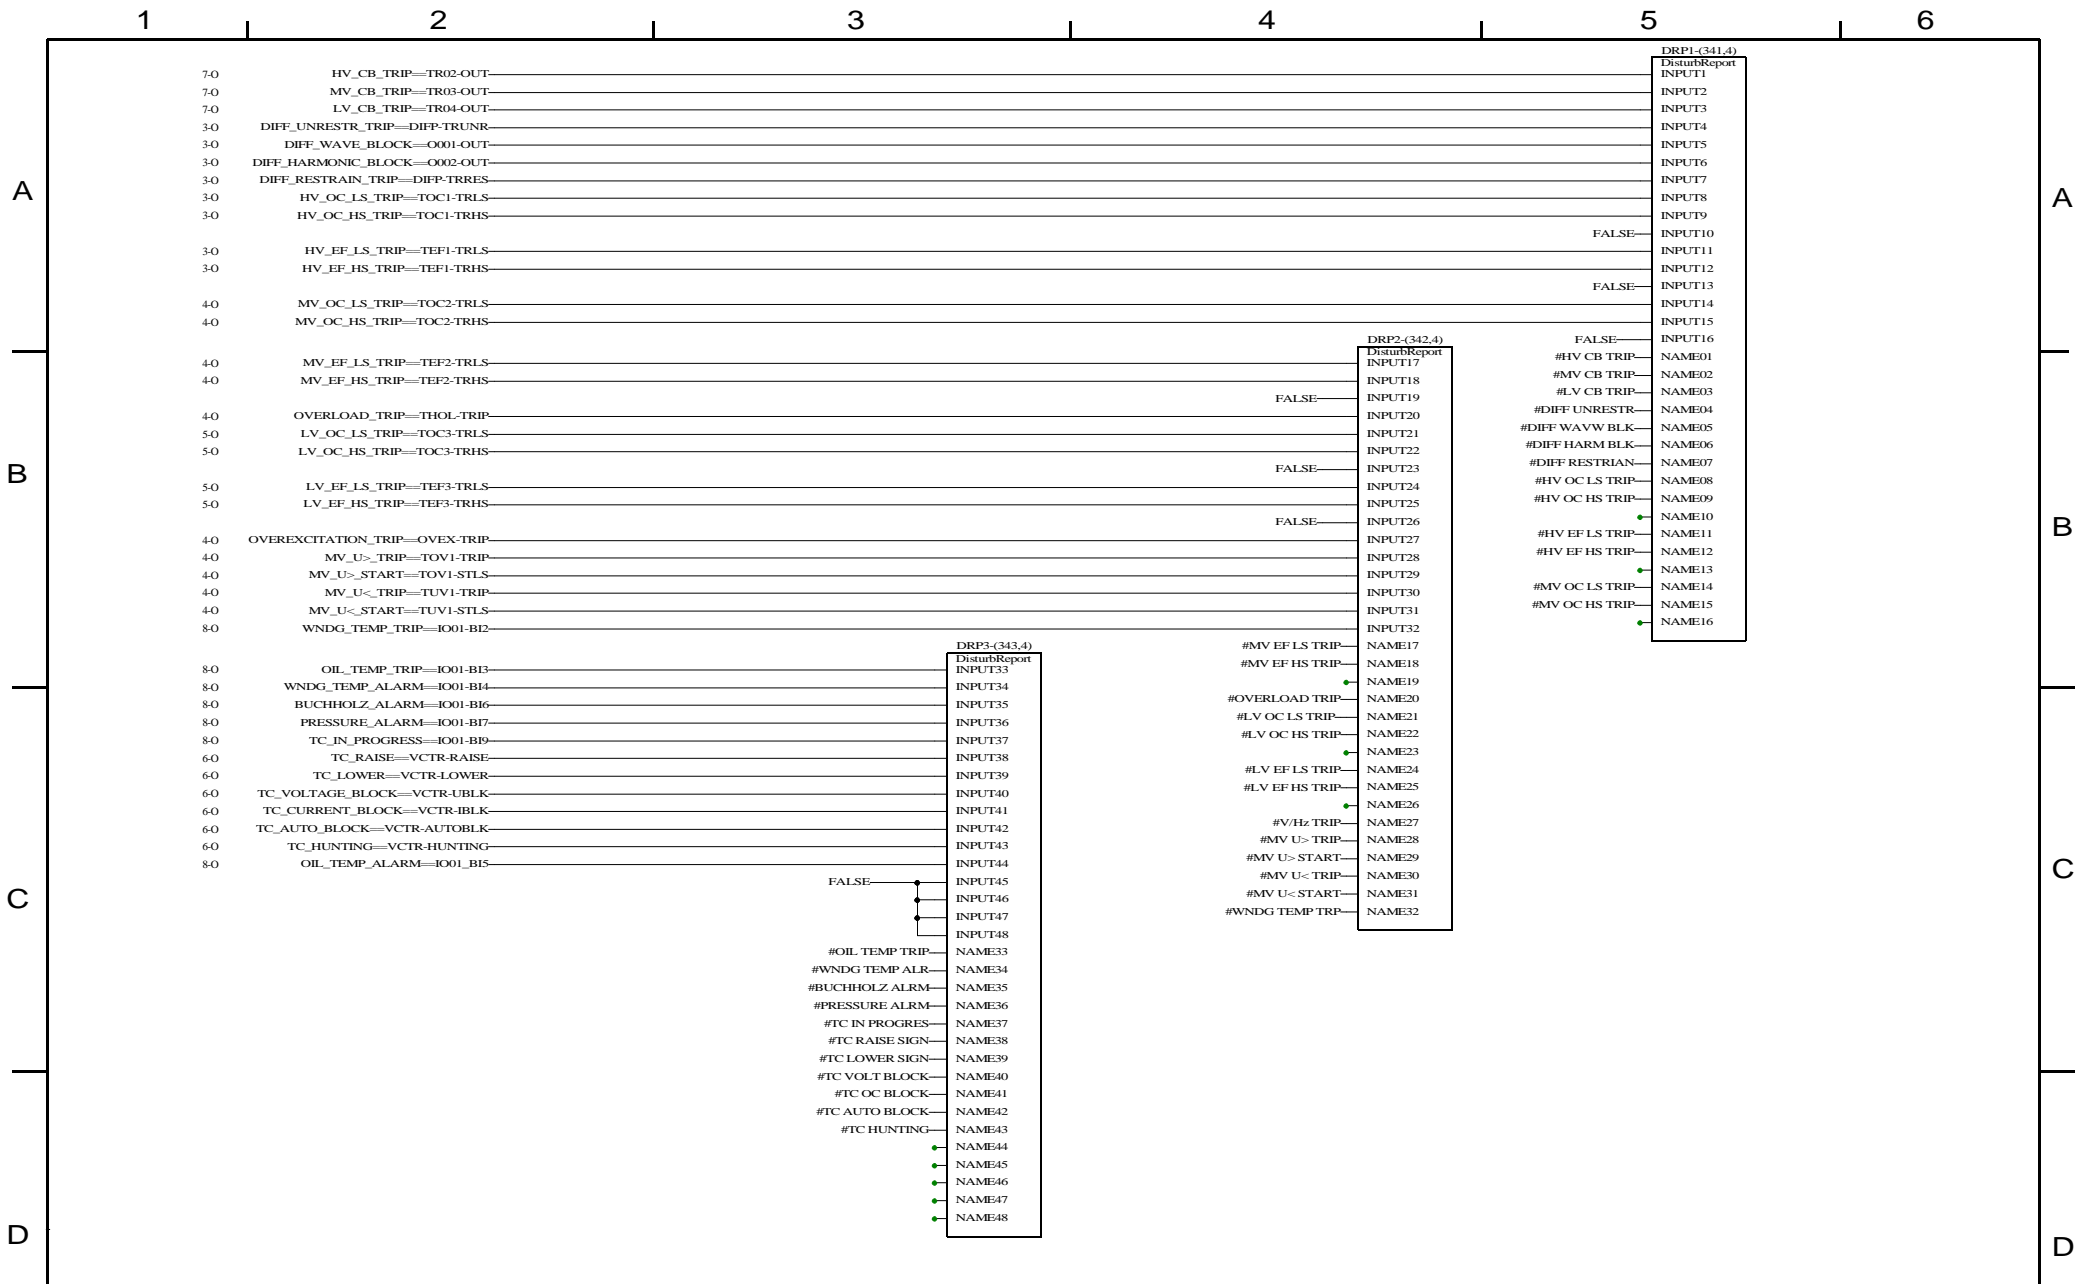 1 2 3 4 5 6
DRP1-(341,4)
DisturbReport
7-O HV_CB_TRIP==TR02-OUT INPUT1
7-O MV_CB_TRIP==TR03-OUT INPUT2
7-O LV_CB_TRIP==TR04-OUT INPUT3
3-O DIFF_UNRESTR_TRIP==DIFP-TRUNR INPUT4
3-O DIFF_WAVE_BLOCK==O001-OUT INPUT5
3-O DIFF_HARMONIC_BLOCK==O002-OUT INPUT6
3-O DIFF_RESTRAIN_TRIP==DIFP-TRRES INPUT7
A A
3-O HV_OC_LS_TRIP==TOC1-TRLS INPUT8
3-O HV_OC_HS_TRIP==TOC1-TRHS INPUT9
FALSE INPUT10
3-O HV_EF_LS_TRIP==TEF1-TRLS INPUT11
3-O HV_EF_HS_TRIP==TEF1-TRHS INPUT12
FALSE INPUT13
4-O MV_OC_LS_TRIP==TOC2-TRLS INPUT14
4-O MV_OC_HS_TRIP==TOC2-TRHS INPUT15
DRP2-(342,4) FALSE INPUT16
DisturbReport
#HV CB TRIP NAME01
4-O MV_EF_LS_TRIP==TEF2-TRLS INPUT17
4-O MV_EF_HS_TRIP==TEF2-TRHS INPUT18 #MV CB TRIP NAME02
FALSE INPUT19 #LV CB TRIP NAME03
4-O OVERLOAD_TRIP==THOL-TRIP INPUT20 #DIFF UNRESTR NAME04
5-O LV_OC_LS_TRIP==TOC3-TRLS INPUT21 #DIFF WAVW BLK NAME05
5-O LV_OC_HS_TRIP==TOC3-TRHS INPUT22 #DIFF HARM BLK NAME06
FALSE INPUT23 #DIFF RESTRIAN NAME07
B
5-O LV_EF_LS_TRIP==TEF3-TRLS INPUT24 #HV OC LS TRIP NAME08
5-O LV_EF_HS_TRIP==TEF3-TRHS INPUT25 #HV OC HS TRIP NAME09
FALSE INPUT26 NAME10
B
4-O OVEREXCITATION_TRIP==OVEX-TRIP INPUT27 #HV EF LS TRIP NAME11
4-O MV_U>_TRIP==TOV1-TRIP INPUT28 #HV EF HS TRIP NAME12
4-O MV_U>_START==TOV1-STLS INPUT29 NAME13
4-O MV_U<_TRIP==TUV1-TRIP INPUT30 #MV OC LS TRIP NAME14
4-O MV_U<_START==TUV1-STLS INPUT31 #MV OC HS TRIP NAME15
8-O WNDG_TEMP_TRIP==IO01-BI2 INPUT32 NAME16
DRP3-(343,4) #MV EF LS TRIP NAME17
DisturbReport
8-O OIL_TEMP_TRIP==IO01-BI3 INPUT33 #MV EF HS TRIP NAME18
8-O WNDG_TEMP_ALARM==IO01-BI4 INPUT34 NAME19
8-O BUCHHOLZ_ALARM==IO01-BI6 INPUT35 #OVERLOAD TRIP NAME20
8-O PRESSURE_ALARM==IO01-BI7 INPUT36 #LV OC LS TRIP NAME21
8-O TC_IN_PROGRESS==IO01-BI9 INPUT37 #LV OC HS TRIP NAME22
6-O TC_RAISE==VCTR-RAISE INPUT38 NAME23
6-O TC_LOWER==VCTR-LOWER INPUT39 #LV EF LS TRIP NAME24
6-O TC_VOLTAGE_BLOCK==VCTR-UBLK INPUT40 #LV EF HS TRIP NAME25
6-O TC_CURRENT_BLOCK==VCTR-IBLK INPUT41 NAME26
6-O TC_AUTO_BLOCK==VCTR-AUTOBLK INPUT42 #V/Hz TRIP NAME27
6-O TC_HUNTING==VCTR-HUNTING INPUT43 #MV U> TRIP NAME28
8-O OIL_TEMP_ALARM==IO01_BI5 INPUT44 #MV U> START NAME29
C
FALSE INPUT45 #MV U< TRIP NAME30
C
INPUT46 #MV U< START NAME31
INPUT47 #WNDG TEMP TRP NAME32
INPUT48
#OIL TEMP TRIP NAME33
#WNDG TEMP ALR NAME34
#BUCHHOLZ ALRM NAME35
#PRESSURE ALRM NAME36
#TC IN PROGRES NAME37
#TC RAISE SIGN NAME38
#TC LOWER SIGN NAME39
#TC VOLT BLOCK NAME40
#TC OC BLOCK NAME41
#TC AUTO BLOCK NAME42
#TC HUNTING NAME43
NAME44
NAME45
NAME46
NAME47
NAME48
D D